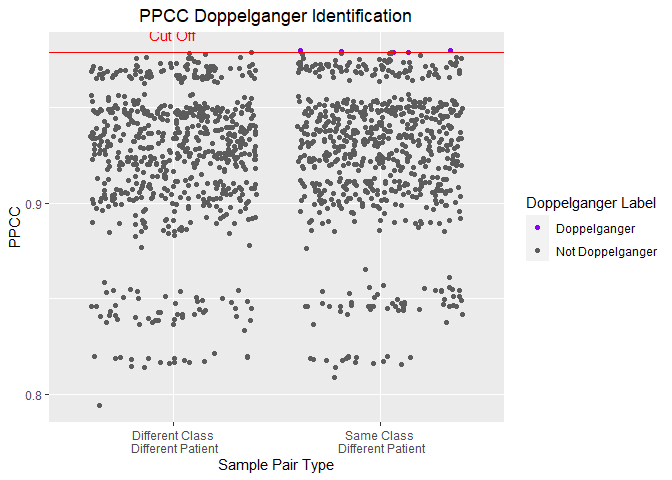 PPCC Doppelganger Identification
Cut Off
PPCC
0.9
0.8
Different Class
Different Patient
Same Class
Different Patient
Sample Pair Type
Doppelganger Label
Doppelganger
Not Doppelganger